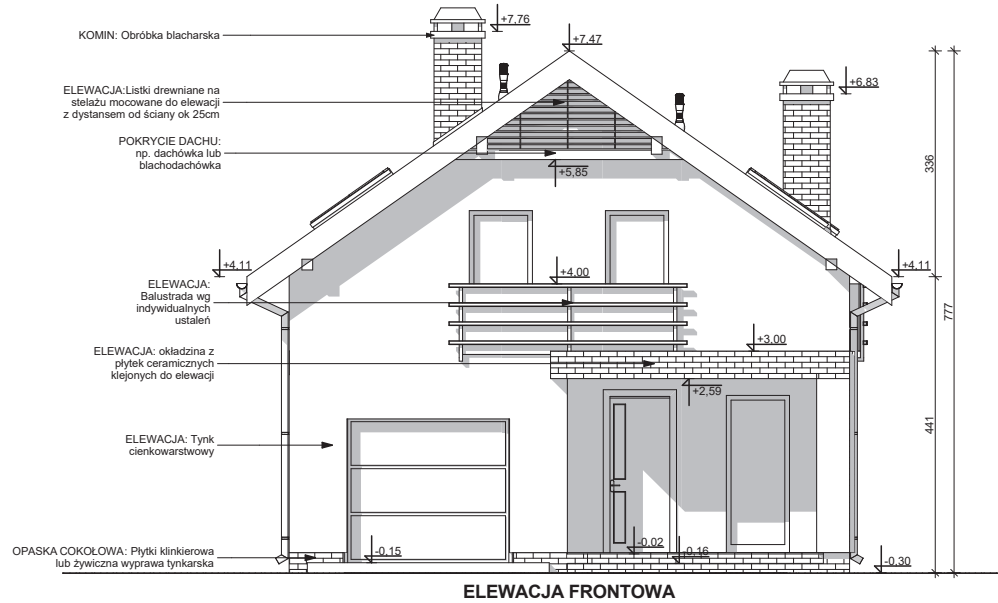 +7,76
KOMIN: Obróbka blacharska
+7,47
+6,83
ELEWACJA:Listki drewniane na
stelażu mocowane do elewacji
z dystansem od ściany ok 25cm
POKRYCIE DACHU:
np. dachówka lub
blachodachówka
+5,85
336
+4,11
+4,00
+4,11
ELEWACJA:
Balustrada wg
indywidualnych
ustaleń
777
+3,00
ELEWACJA: okładzina z
płytek ceramicznych
klejonych do elewacji
+2,59
441
ELEWACJA: Tynk
cienkowarstwowy
OPASKA COKOŁOWA: Płytki klinkierowa
lub żywiczna wyprawa tynkarska
-0,15
-0,02
-0,16
-0,30
ELEWACJA FRONTOWA